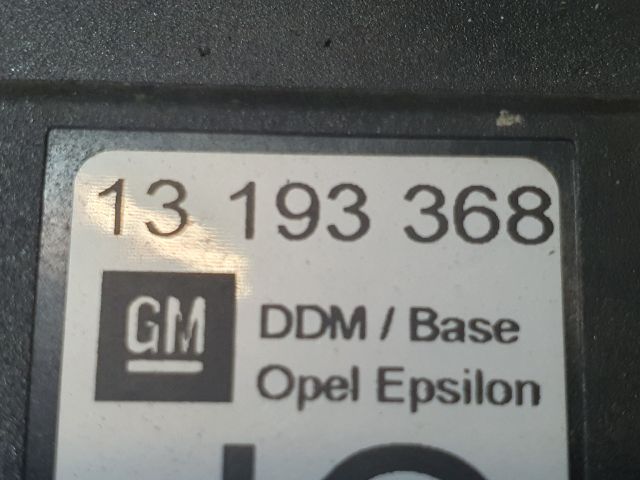 13 193 368
GM
DDM / Base
Opel Epsilon